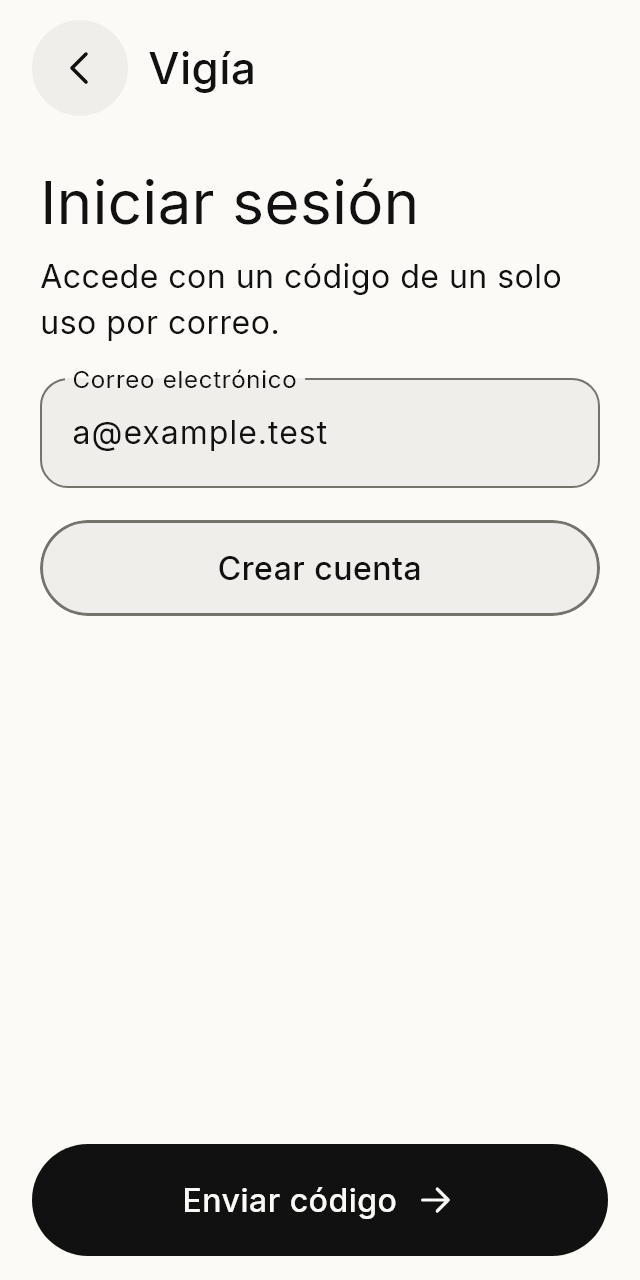 Vigía
Iniciar sesión
Accede con un código de un solo
uso por correo.
Correo electrónico
a@example.test
Crear cuenta
Enviar código